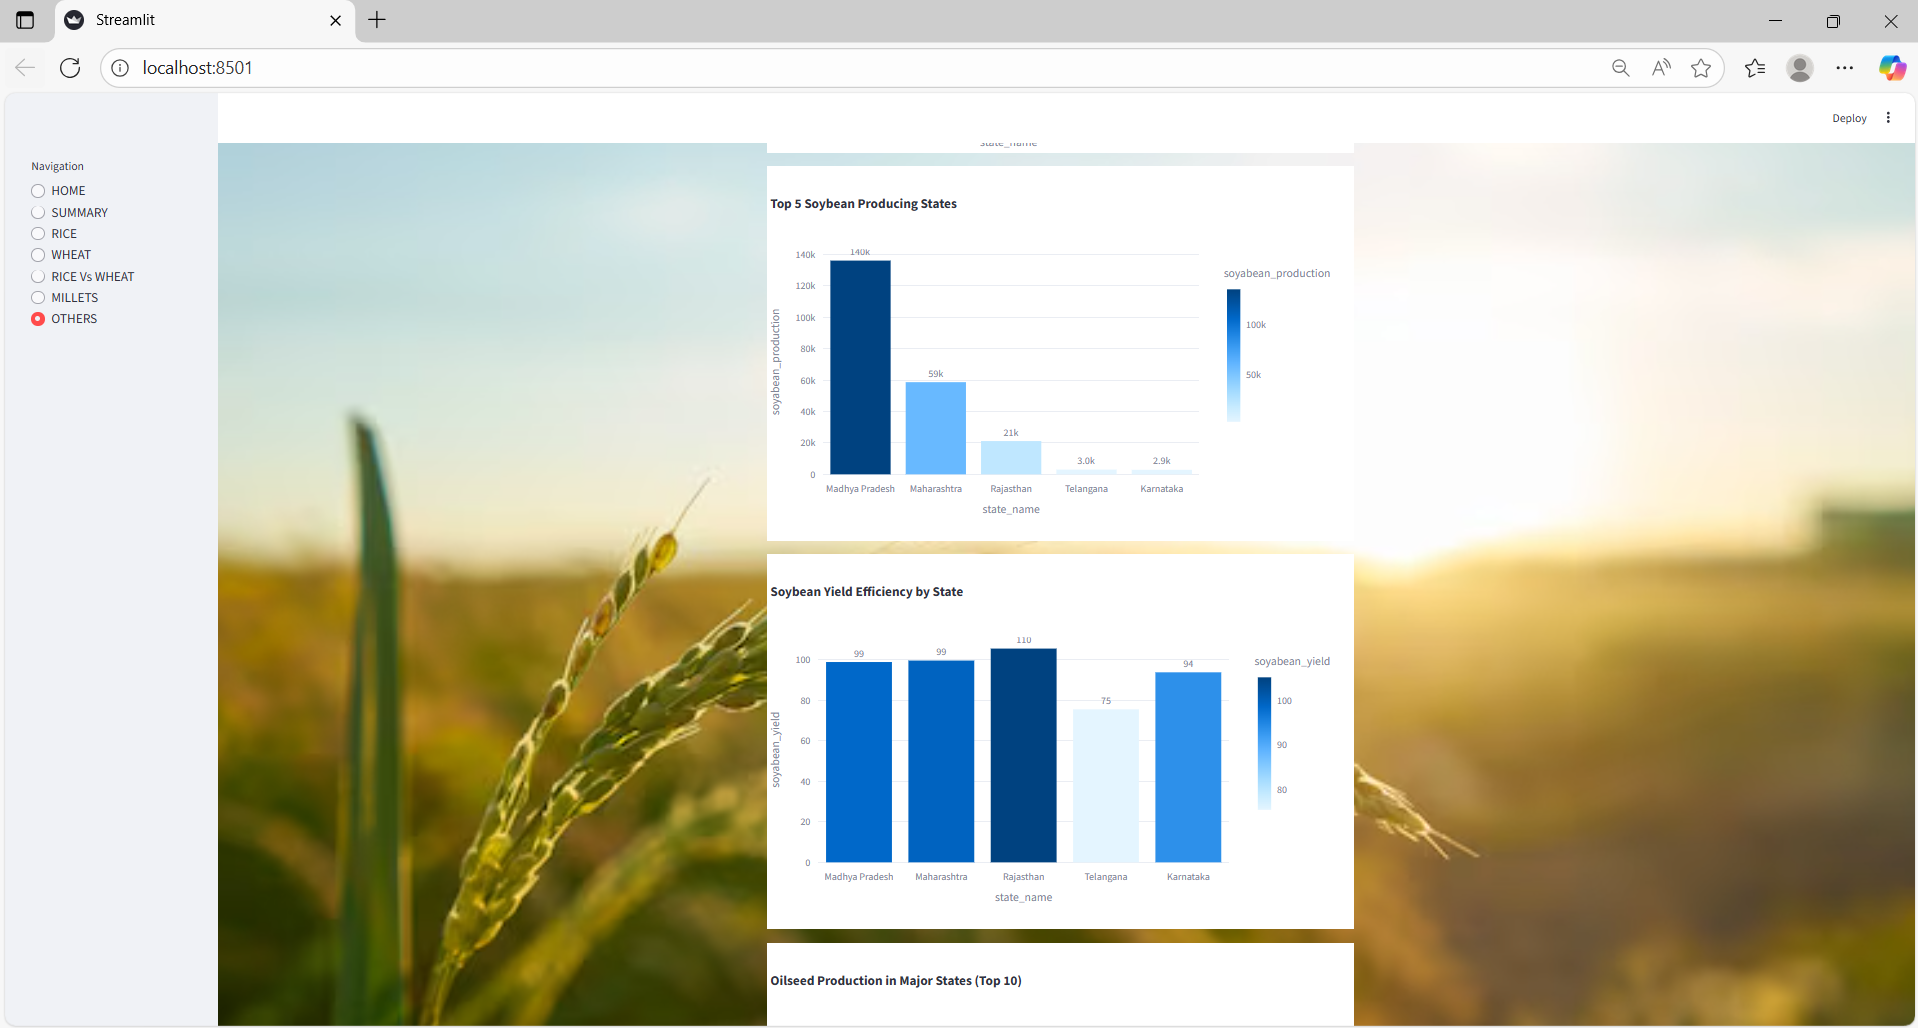 Streamlit
localhost:8501
Deploy
Navigation
HOME
SUMMARY
RICE
WHEAT
RICE Vs WHEAT
MILLETS
OTHERS
state_name
Top 5 Soybean Producing States
140k
140k
120k
100k
80k
60k
40k
20k
0
59k
21k
3.0k
2.9k
soyabean_production
Madhya Pradesh
Maharashtra
Rajasthan
Telangana
Karnataka
state_name
soyabean_production
100k
50k
Soybean Yield Efficiency by State
100
80
60
40
20
0
99
99
110
75
94
soyabean_yield
Madhya Pradesh
Maharashtra
Rajasthan
Telangana
Karnataka
state_name
soyabean_yield
100
90
80
Oilseed Production in Major States (Top 10)